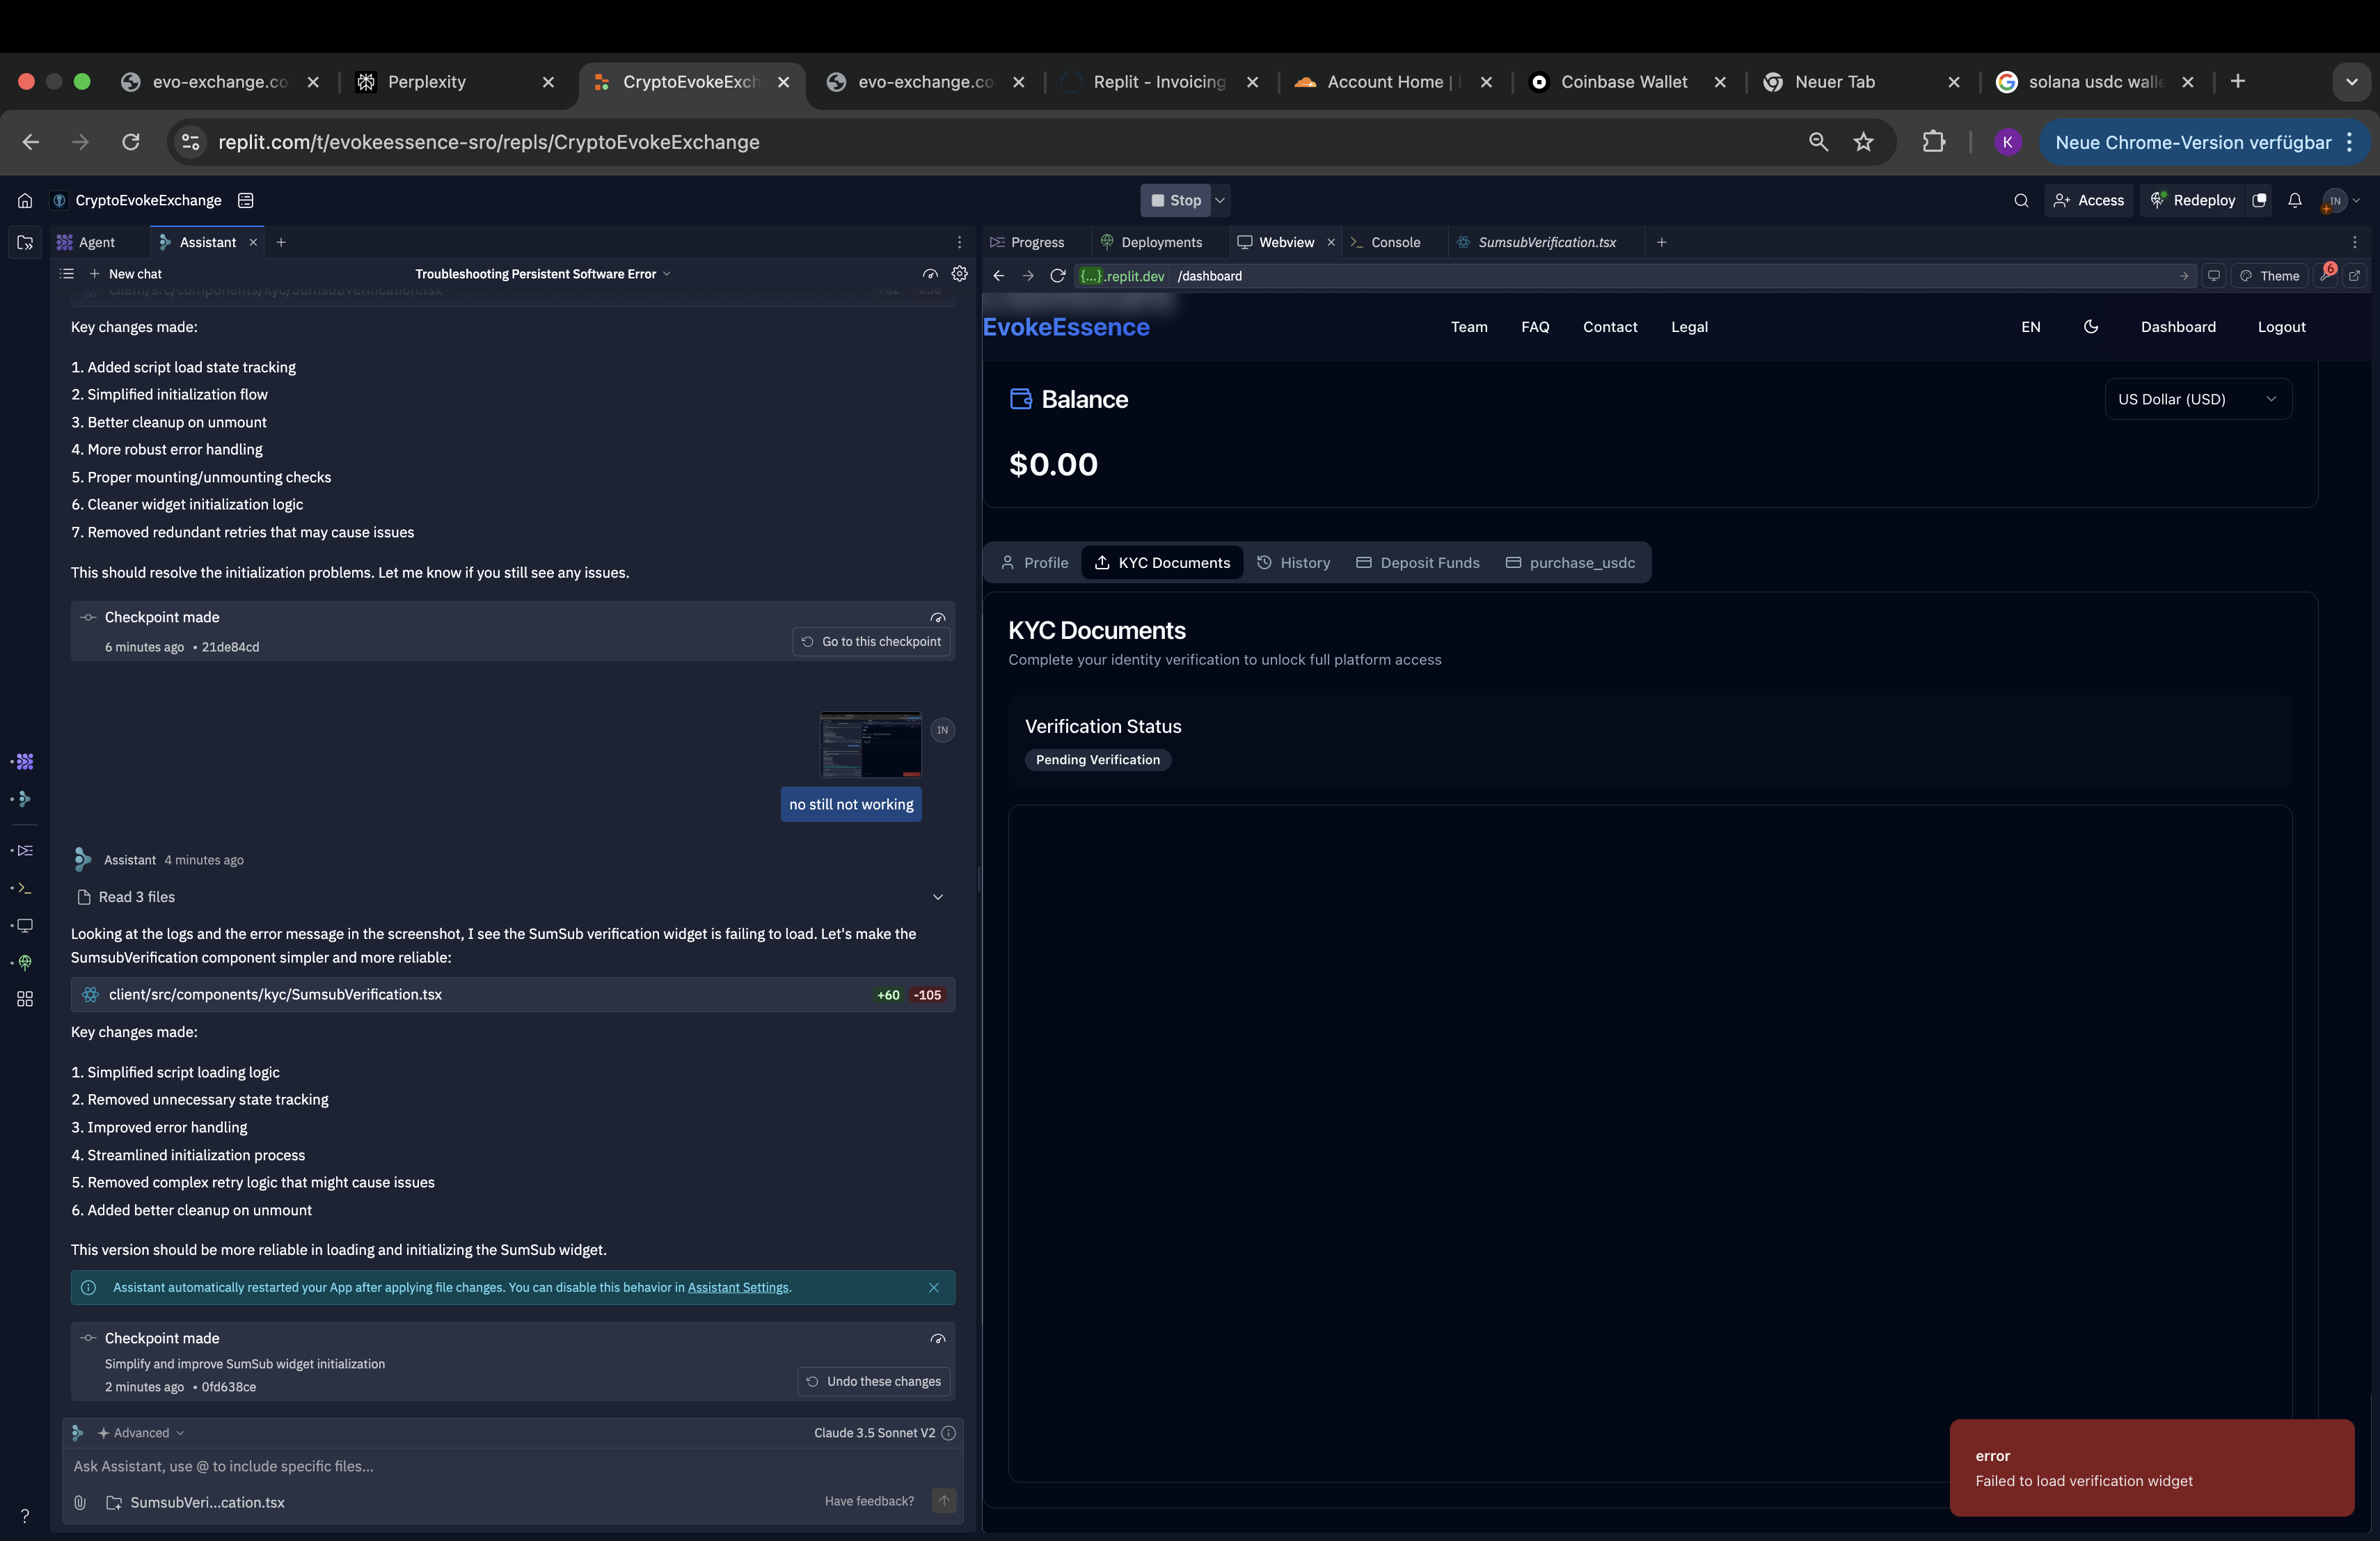 evo-exchange.co
Perplexity
CryptoEvokeExch
evo-exchange.co
Replit - Invoicing
Account Home |
Coinbase Wallet
Neuer Tab
solana usdc walle
replit.com/t/evokeessence-sro/repls/CryptoEvokeExchange
K
Neue Chrome-Version verfügbar
CryptoEvokeExchange
Stop
Access
Redeploy
IN
Agent
Assistant
New chat
Troubleshooting Persistent Software Error
client/src/components/kyc/SumsubVerification.tsx
Key changes made:
1. Added script load state tracking
2. Simplified initialization flow
3. Better cleanup on unmount
4. More robust error handling
5. Proper mounting/unmounting checks
6. Cleaner widget initialization logic
7. Removed redundant retries that may cause issues
This should resolve the initialization problems. Let me know if you still see any issues.
Checkpoint made
6 minutes ago • 21de84cd
Go to this checkpoint
IN
no still not working
Assistant 4 minutes ago
Read 3 files
Looking at the logs and the error message in the screenshot, I see the SumSub verification widget is failing to load. Let's make the
SumsubVerification component simpler and more reliable:
client/src/components/kyc/SumsubVerification.tsx +60 -105
Key changes made:
1. Simplified script loading logic
2. Removed unnecessary state tracking
3. Improved error handling
4. Streamlined initialization process
5. Removed complex retry logic that might cause issues
6. Added better cleanup on unmount
This version should be more reliable in loading and initializing the SumSub widget.
Assistant automatically restarted your App after applying file changes. You can disable this behavior in Assistant Settings.
Checkpoint made
Simplify and improve SumSub widget initialization
2 minutes ago • 0fd638ce
Undo these changes
Advanced
Claude 3.5 Sonnet V2
Ask Assistant, use @ to include specific files...
SumsubVeri...cation.tsx
Have feedback?
Progress
Deployments
Webview
Console
SumsubVerification.tsx
{...}.replit.dev /dashboard
Theme
6
EvokeEssence
Team
FAQ
Contact
Legal
EN
Dashboard
Logout
Balance
US Dollar (USD)
$0.00
Profile
KYC Documents
History
Deposit Funds
purchase_usdc
KYC Documents
Complete your identity verification to unlock full platform access
Verification Status
Pending Verification
error
Failed to load verification widget